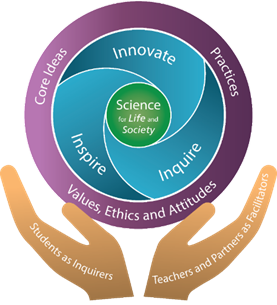 Core Ideas
Practices
Values, Ethics and Attitudes
Innovate
Inspire
Inquire
Science
for Life and
Society
Students as Inquirers
Teachers and Partners as Facilitators